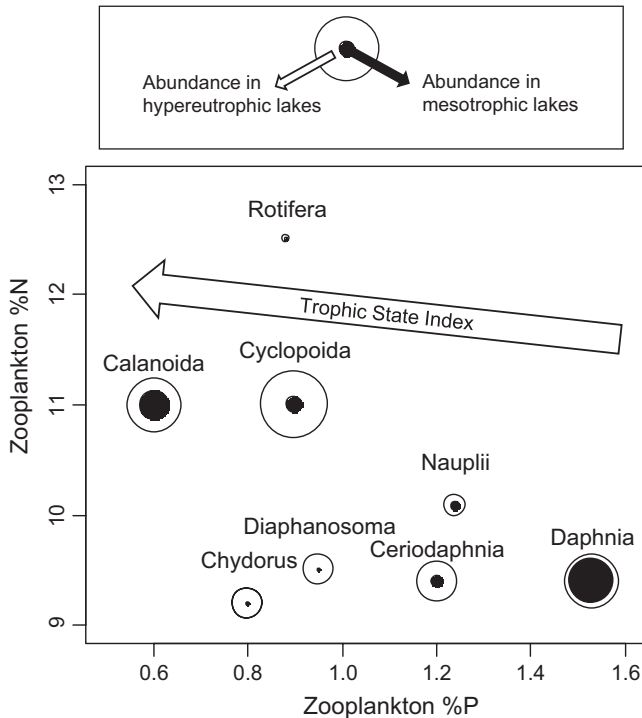 Abundance in
hypereutrophic lakes
Abundance in
mesotrophic lakes
Zooplankton %N
13
12
11
10
9
Rotifera
Trophic State Index
Calanoida
Cyclopoida
Nauplii
Diaphanosoma
Chydorus
Ceriodaphnia
Daphnia
0.6
0.8
1.0
1.2
1.4
1.6
Zooplankton %P